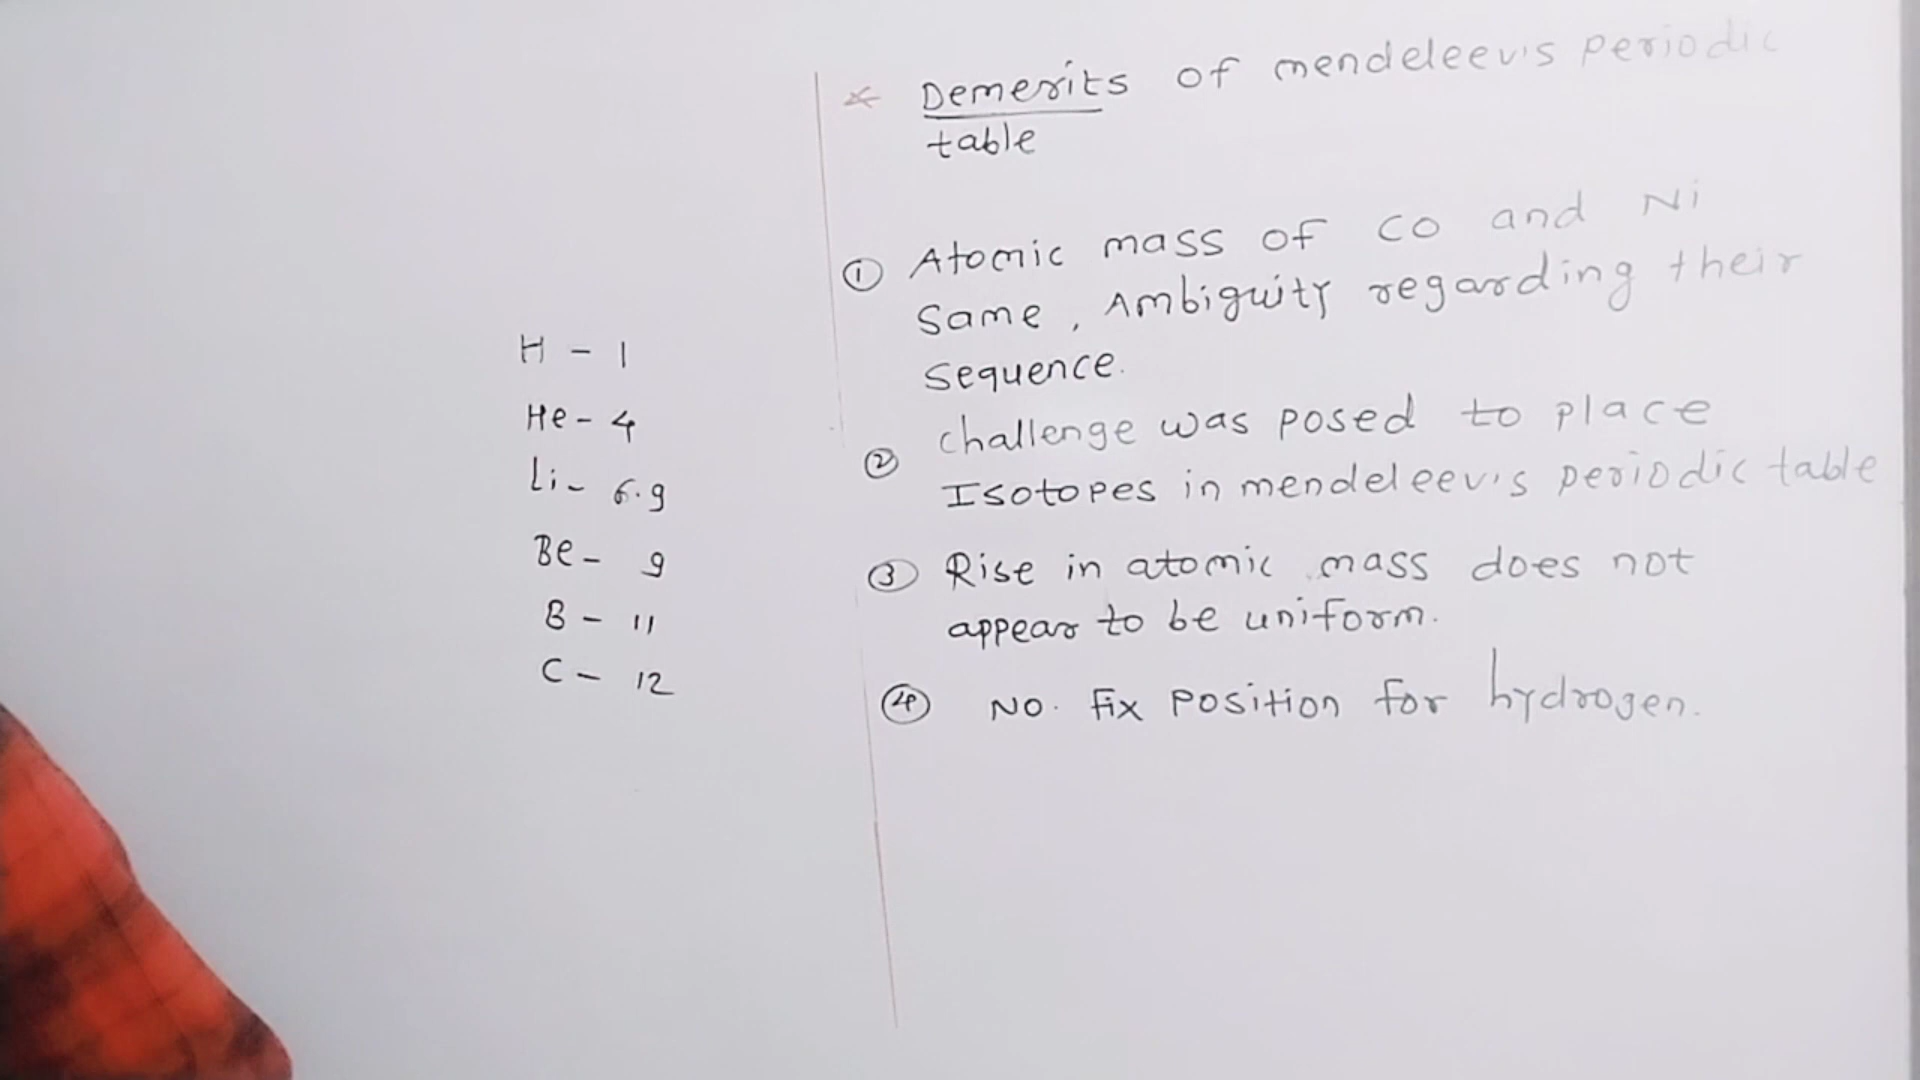 * Demerits of mendeleev's periodic
table
① Atomic mass of CO and Ni
Same, Ambiguity regarding their
Sequence.
② challenge was posed to place
Isotopes in mendeleev's periodic table
③ Rise in atomic mass does not
appear to be uniform.
④ NO. Fix Position for hydrogen.
H - 1
He - 4
Li - 6.9
Be - 9
B - 11
C - 12